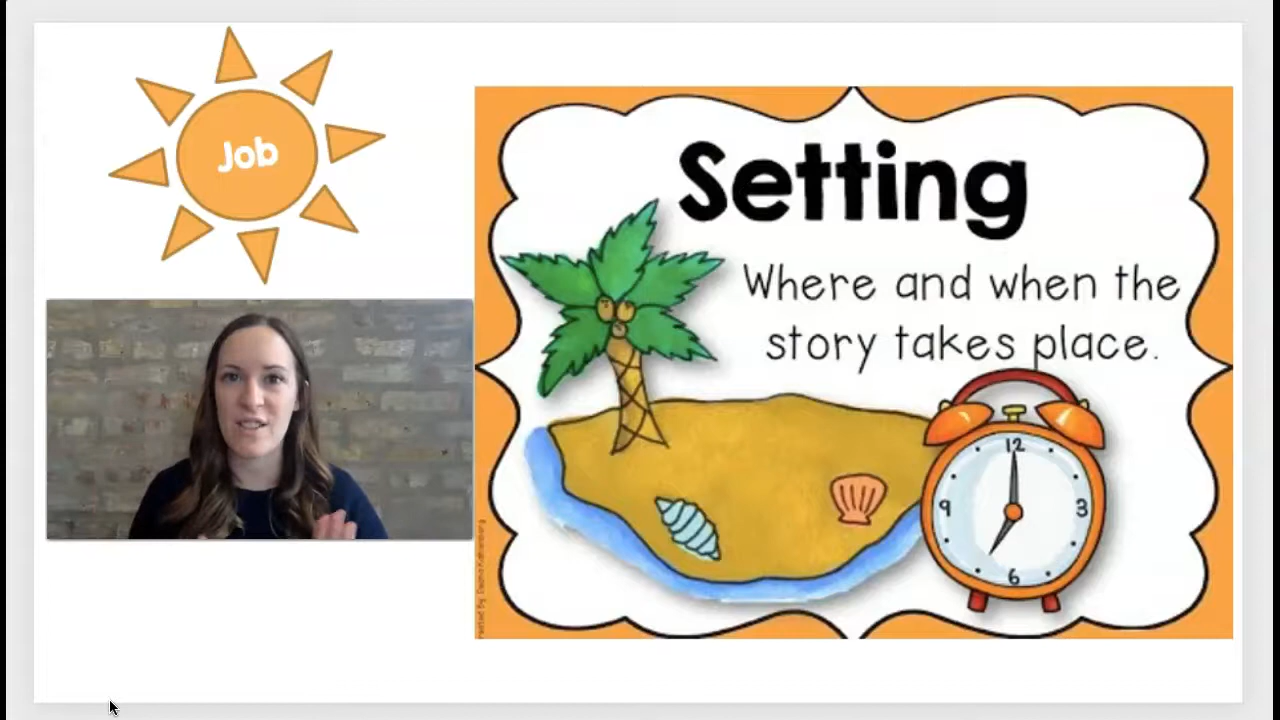 Job
Setting
Where and when the
story takes place.
12
9
3
6